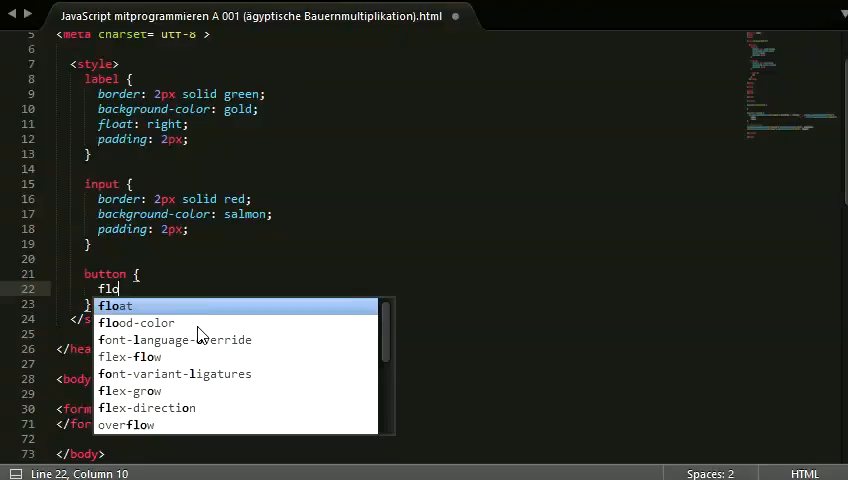 JavaScript mitprogrammieren A 001 (ägyptische Bauernmultiplikation).html
5 <meta charset= utf-8 >
6
7 <style>
8 label {
9 border: 2px solid green;
10 background-color: gold;
11 float: right;
12 padding: 2px;
13 }
14
15 input {
16 border: 2px solid red;
17 background-color: salmon;
18 padding: 2px;
19 }
20
21 button {
22 flo
23 }
float
24 </s
flood-color
25
font-language-override
26 </hea
flex-flow
27
font-variant-ligatures
28 <body
flex-grow
29
flex-direction
30 <form
71 </for
overflow
72
73 </body>
Line 22, Column 10
Spaces: 2
HTML